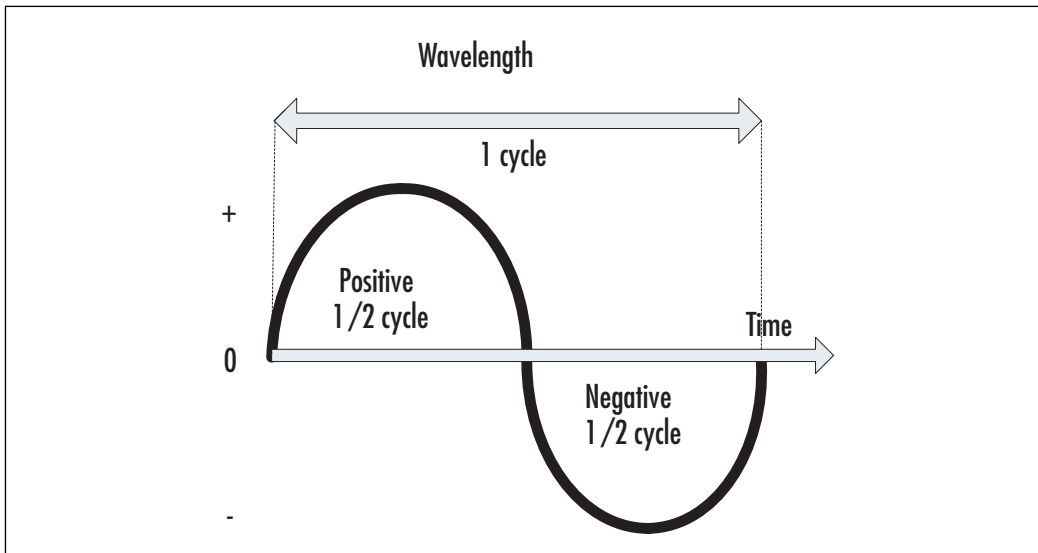 Wavelength
1 cycle
+
Positive
1/2 cycle
Time
0
Negative
1/2 cycle
-